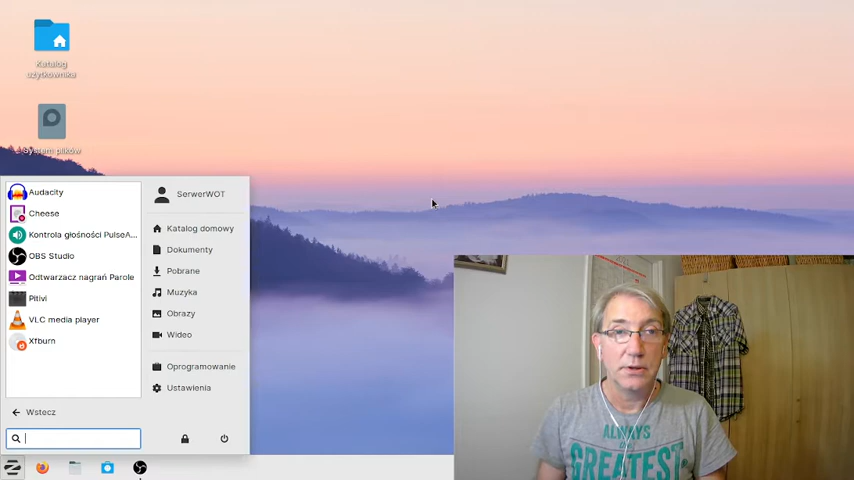 Katalog
użytkownika
System plików
Audacity
Cheese
Kontrola głośności PulseA...
OBS Studio
Odtwarzacz nagrań Parole
Pitivi
VLC media player
Xfburn
Wstecz
SerwerWOT
Katalog domowy
Dokumenty
Pobrane
Muzyka
Obrazy
Wideo
Oprogramowanie
Ustawienia
ALWAYS
GREATEST